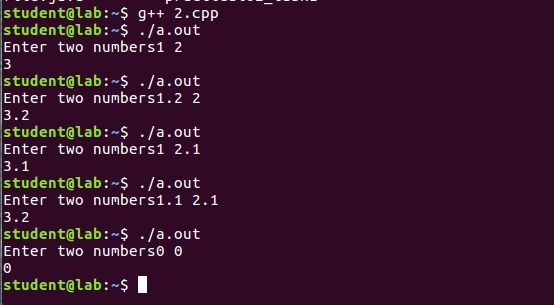 student@lab:~$ g++ 2.cpp
student@lab:~$ ./a.out
Enter two numbers1 2
3
student@lab:~$ ./a.out
Enter two numbers1.2 2
3.2
student@lab:~$ ./a.out
Enter two numbers1 2.1
3.1
student@lab:~$ ./a.out
Enter two numbers1.1 2.1
3.2
student@lab:~$ ./a.out
Enter two numbers0 0
0
student@lab:~$